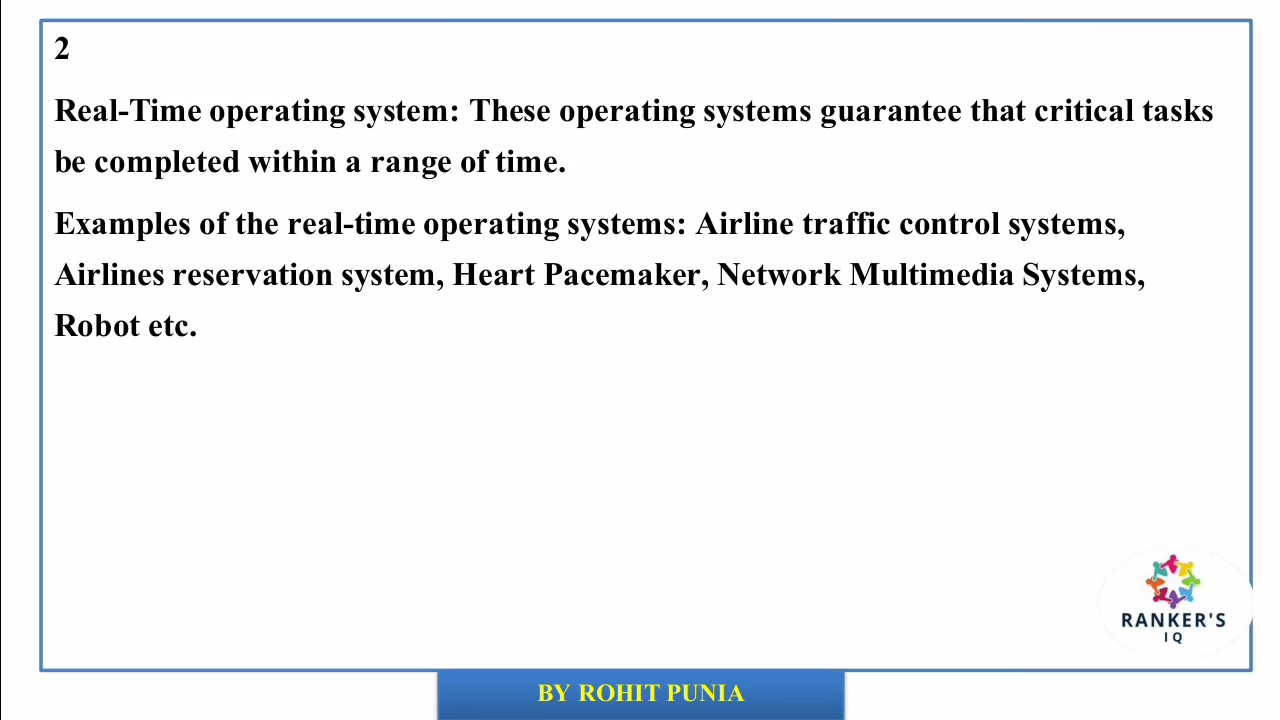 2
Real-Time operating system: These operating systems guarantee that critical tasks
be completed within a range of time.
Examples of the real-time operating systems: Airline traffic control systems,
Airlines reservation system, Heart Pacemaker, Network Multimedia Systems,
Robot etc.
RANKER'S
IQ
BY ROHIT PUNIA